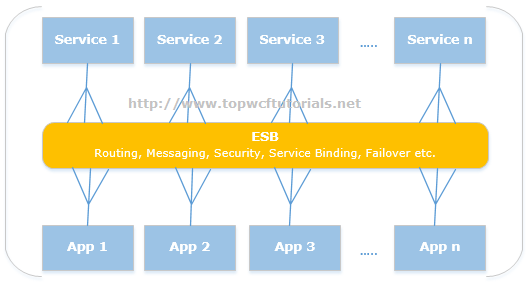 Service 1 Service 2 Service 3 ..... Service n
http://www.topwcftutorials.net
ESB
Routing, Messaging, Security, Service Binding, Failover etc.
App 1 App 2 App 3 ..... App n